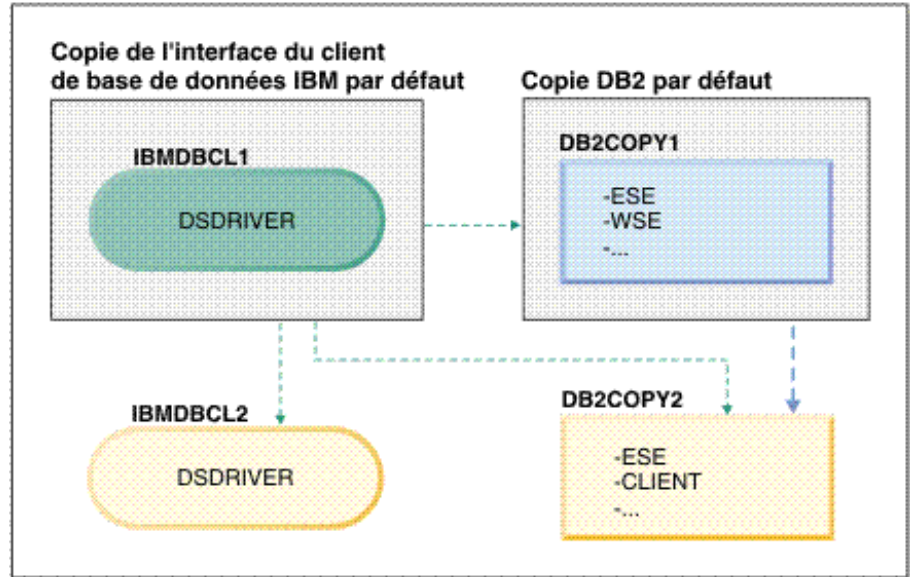 Copie de l'interface du client
de base de données IBM par défaut
Copie DB2 par défaut
IBMDBCL1
DSDRIVER
DB2COPY1
-ESE
-WSE
-...
IBMDBCL2
DSDRIVER
DB2COPY2
-ESE
-CLIENT
-...